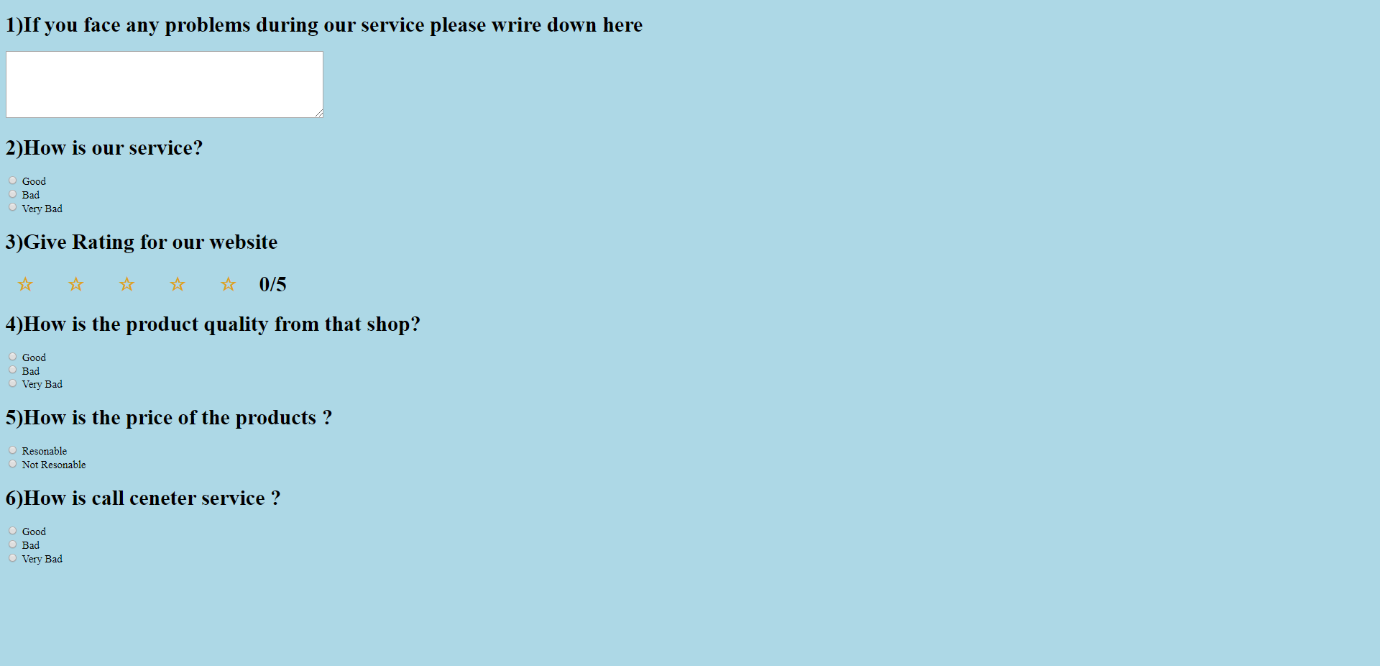 1)If you face any problems during our service please wrire down here
2)How is our service?
Good
Bad
Very Bad
3)Give Rating for our website
☆ ☆ ☆ ☆ ☆ 0/5
4)How is the product quality from that shop?
Good
Bad
Very Bad
5)How is the price of the products ?
Resonable
Not Resonable
6)How is call ceneter service ?
Good
Bad
Very Bad